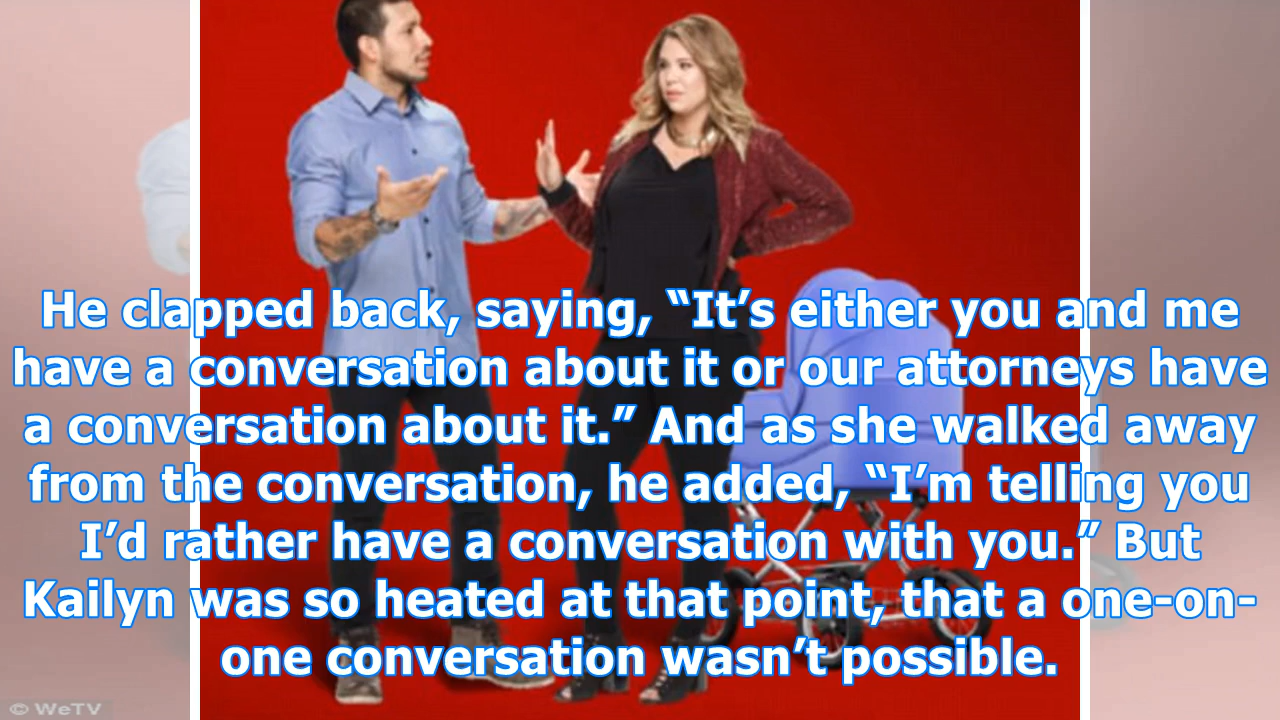 He clapped back, saying, “It’s either you and me
have a conversation about it or our attorneys have
a conversation about it.” And as she walked away
from the conversation, he added, “I’m telling you
I’d rather have a conversation with you.” But
Kailyn was so heated at that point, that a one-on-
one conversation wasn’t possible.
© WeTV